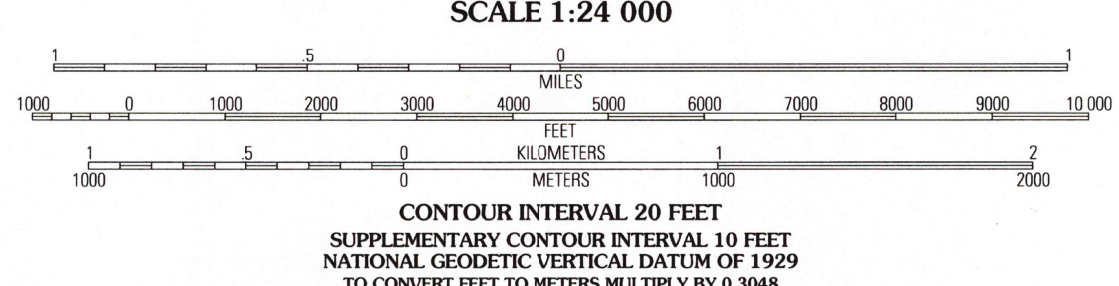 SCALE 1:24 000
1 .5 0 1
MILES
1000 0 1000 2000 3000 4000 5000 6000 7000 8000 9000 10 000
FEET
1 .5 0 KILOMETERS 1 2
1000 0 METERS 1000 2000
CONTOUR INTERVAL 20 FEET
SUPPLEMENTARY CONTOUR INTERVAL 10 FEET
NATIONAL GEODETIC VERTICAL DATUM OF 1929
TO CONVERT FEET TO METERS MULTIPLY BY 0.3048